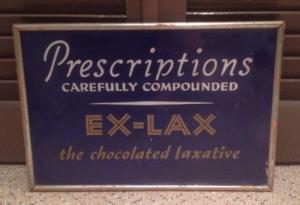 Prescriptions
CAREFULLY COMPOUNDED
EX-LAX
the chocolated laxative